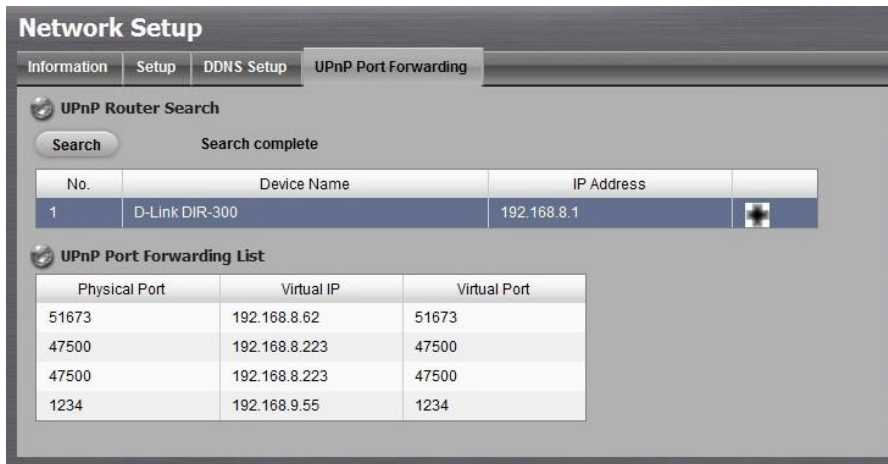 Network Setup
Information Setup DDNS Setup UPnP Port Forwarding
UPnP Router Search
Search Search complete
No. Device Name IP Address
1 D-Link DIR-300 192.168.8.1
UPnP Port Forwarding List
Physical Port Virtual IP Virtual Port
51673 192.168.8.62 51673
47500 192.168.8.223 47500
47500 192.168.8.223 47500
1234 192.168.9.55 1234